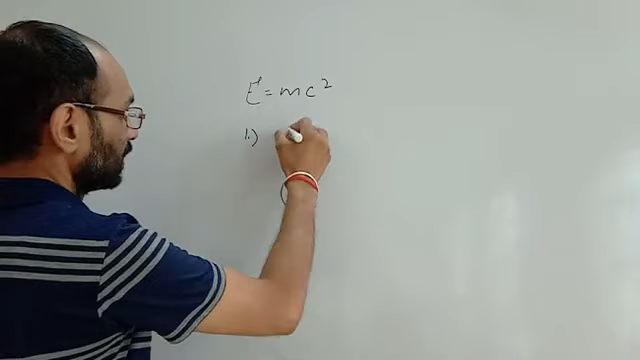 E = mc²
1.)